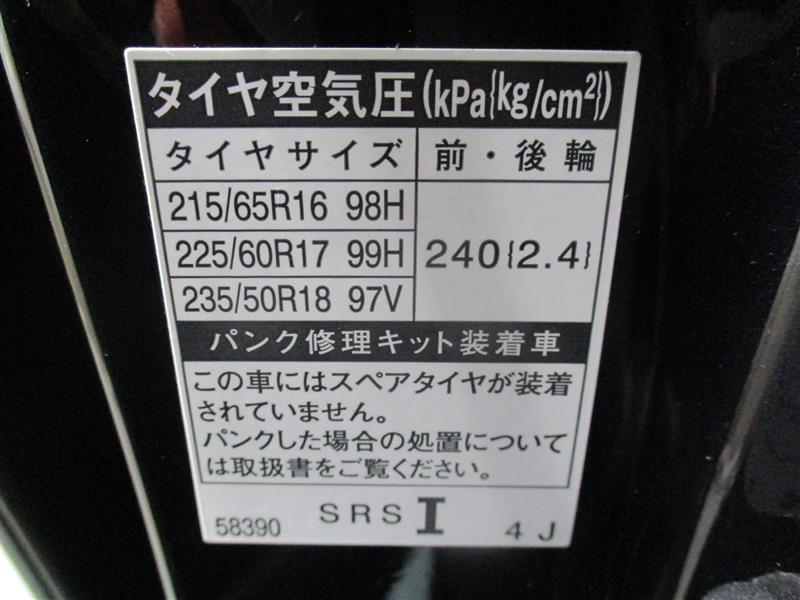 タイヤ空気圧(kPa{kg/cm²})
タイヤサイズ 前・後輪
215/65R16 98H
225/60R17 99H 240{2.4}
235/50R18 97V
パンク修理キット装着車
この車にはスペアタイヤが装着
されていません。
パンクした場合の処置について
は取扱書をご覧ください。
58390 SRS I 4J